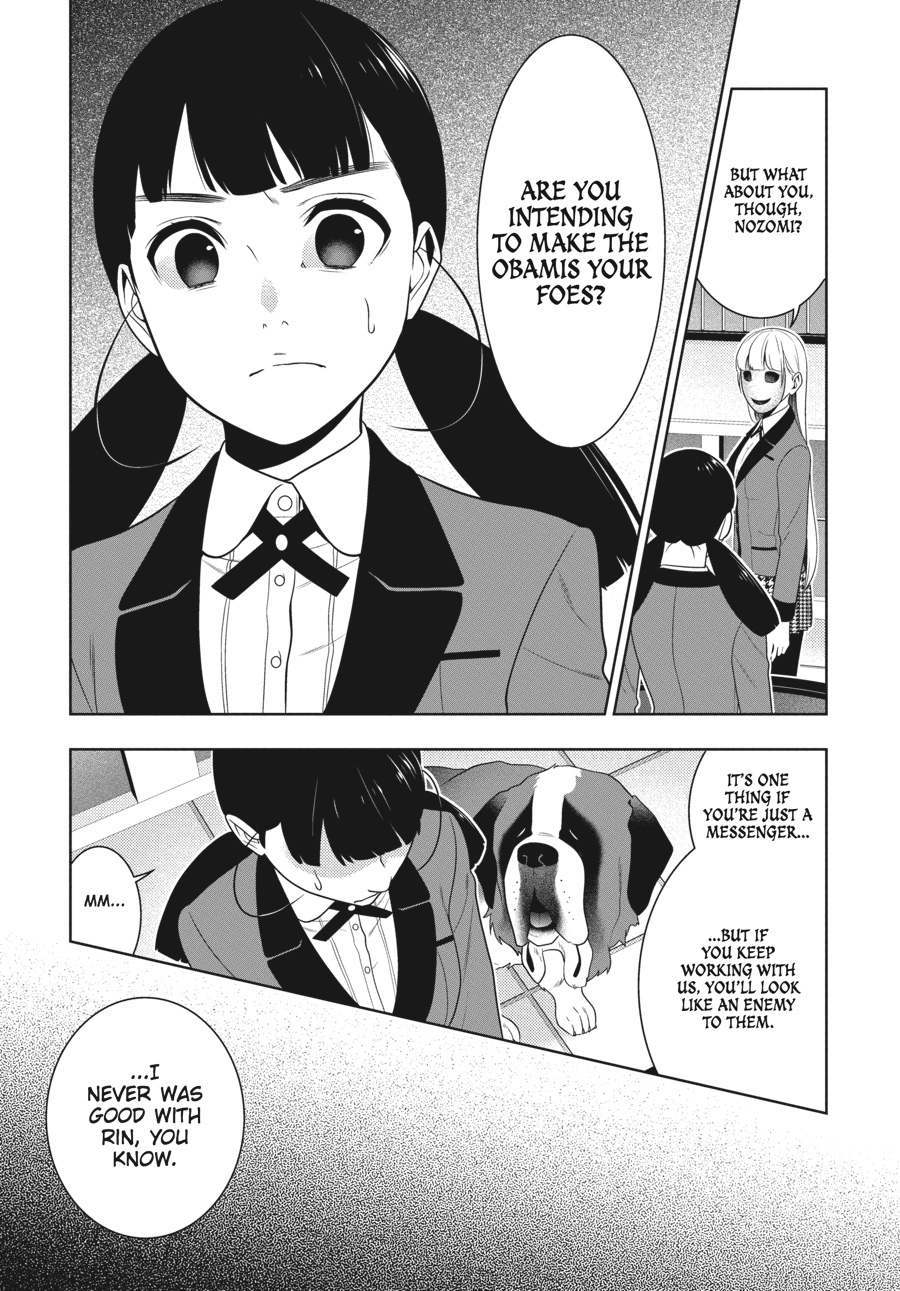 BUT WHAT
ABOUT YOU,
THOUGH,
NOZOMI?
ARE YOU
INTENDING
TO MAKE THE
OBAMIS YOUR
FOES?
IT'S ONE
THING IF
YOU'RE JUST A
MESSENGER...
...BUT IF
YOU KEEP
WORKING WITH
US, YOU'LL LOOK
LIKE AN ENEMY
TO THEM.
MM...
...I
NEVER WAS
GOOD WITH
RIN, YOU
KNOW.